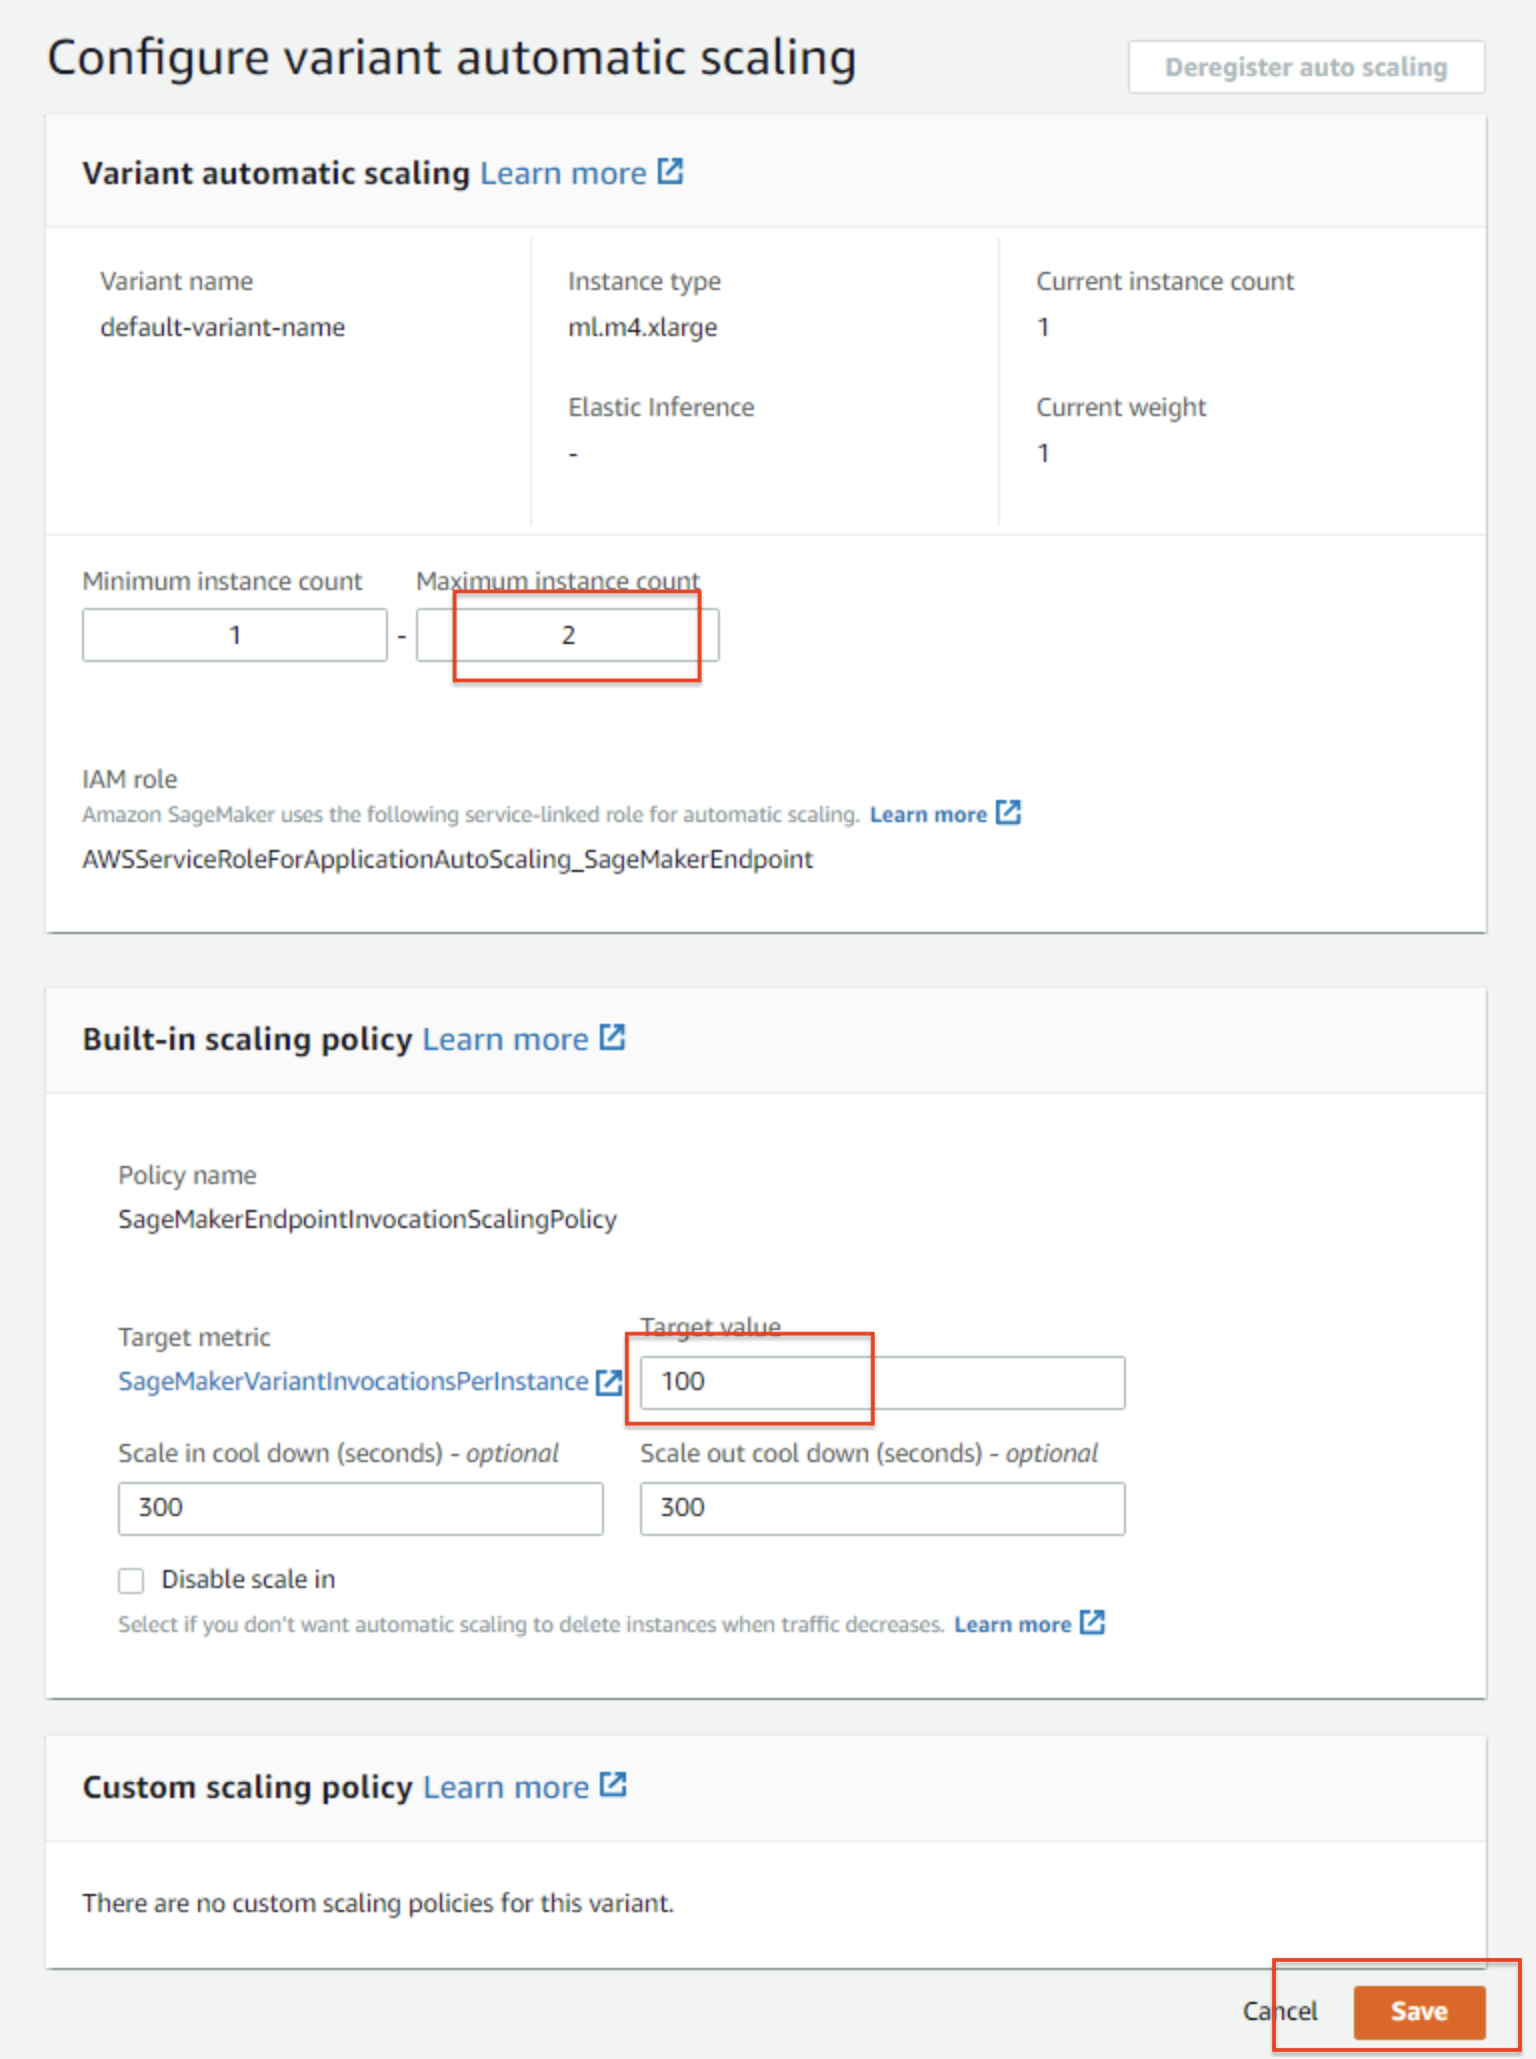 Configure variant automatic scaling
Deregister auto scaling
Variant automatic scaling Learn more
Variant name
default-variant-name
Instance type
ml.m4.xlarge
Elastic Inference
-
Current instance count
1
Current weight
1
Minimum instance count
Maximum instance count
1 - 2
IAM role
Amazon SageMaker uses the following service-linked role for automatic scaling. Learn more
AWSServiceRoleForApplicationAutoScaling_SageMakerEndpoint
Built-in scaling policy Learn more
Policy name
SageMakerEndpointInvocationScalingPolicy
Target metric
SageMakerVariantInvocationsPerInstance
Target value
100
Scale in cool down (seconds) - optional
300
Scale out cool down (seconds) - optional
300
Disable scale in
Select if you don't want automatic scaling to delete instances when traffic decreases. Learn more
Custom scaling policy Learn more
There are no custom scaling policies for this variant.
Cancel
Save